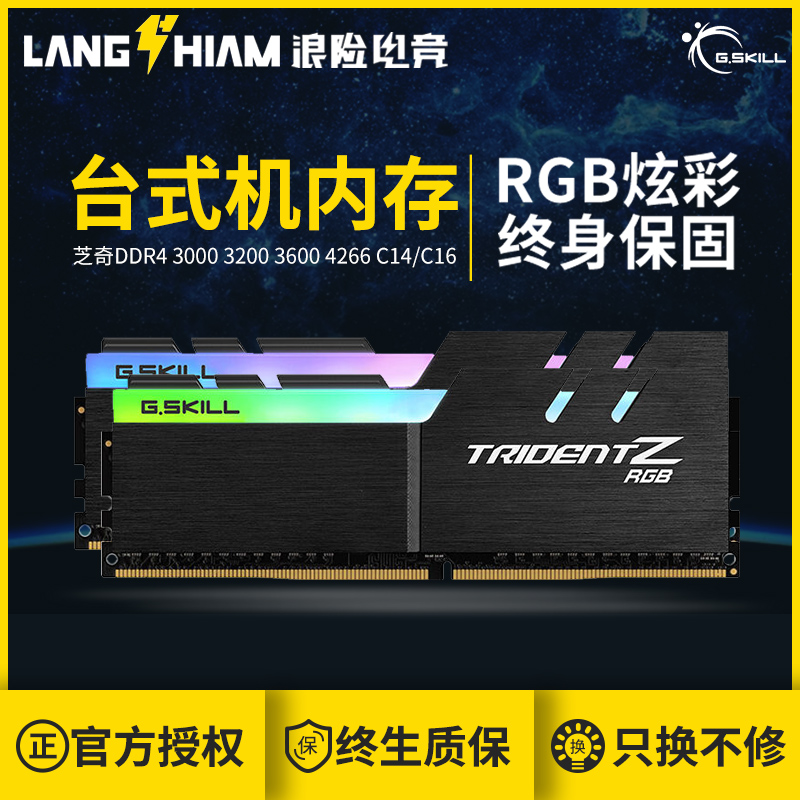 LANG HIAM 浪险电竞
G.SKILL
台式机内存
芝奇DDR4 3000 3200 3600 4266 C14/C16
RGB炫彩
终身保固
G.SKILL
G.SKILL
TRIDENTZ
RGB
正 官方授权
保 终生质保
换 只换不修